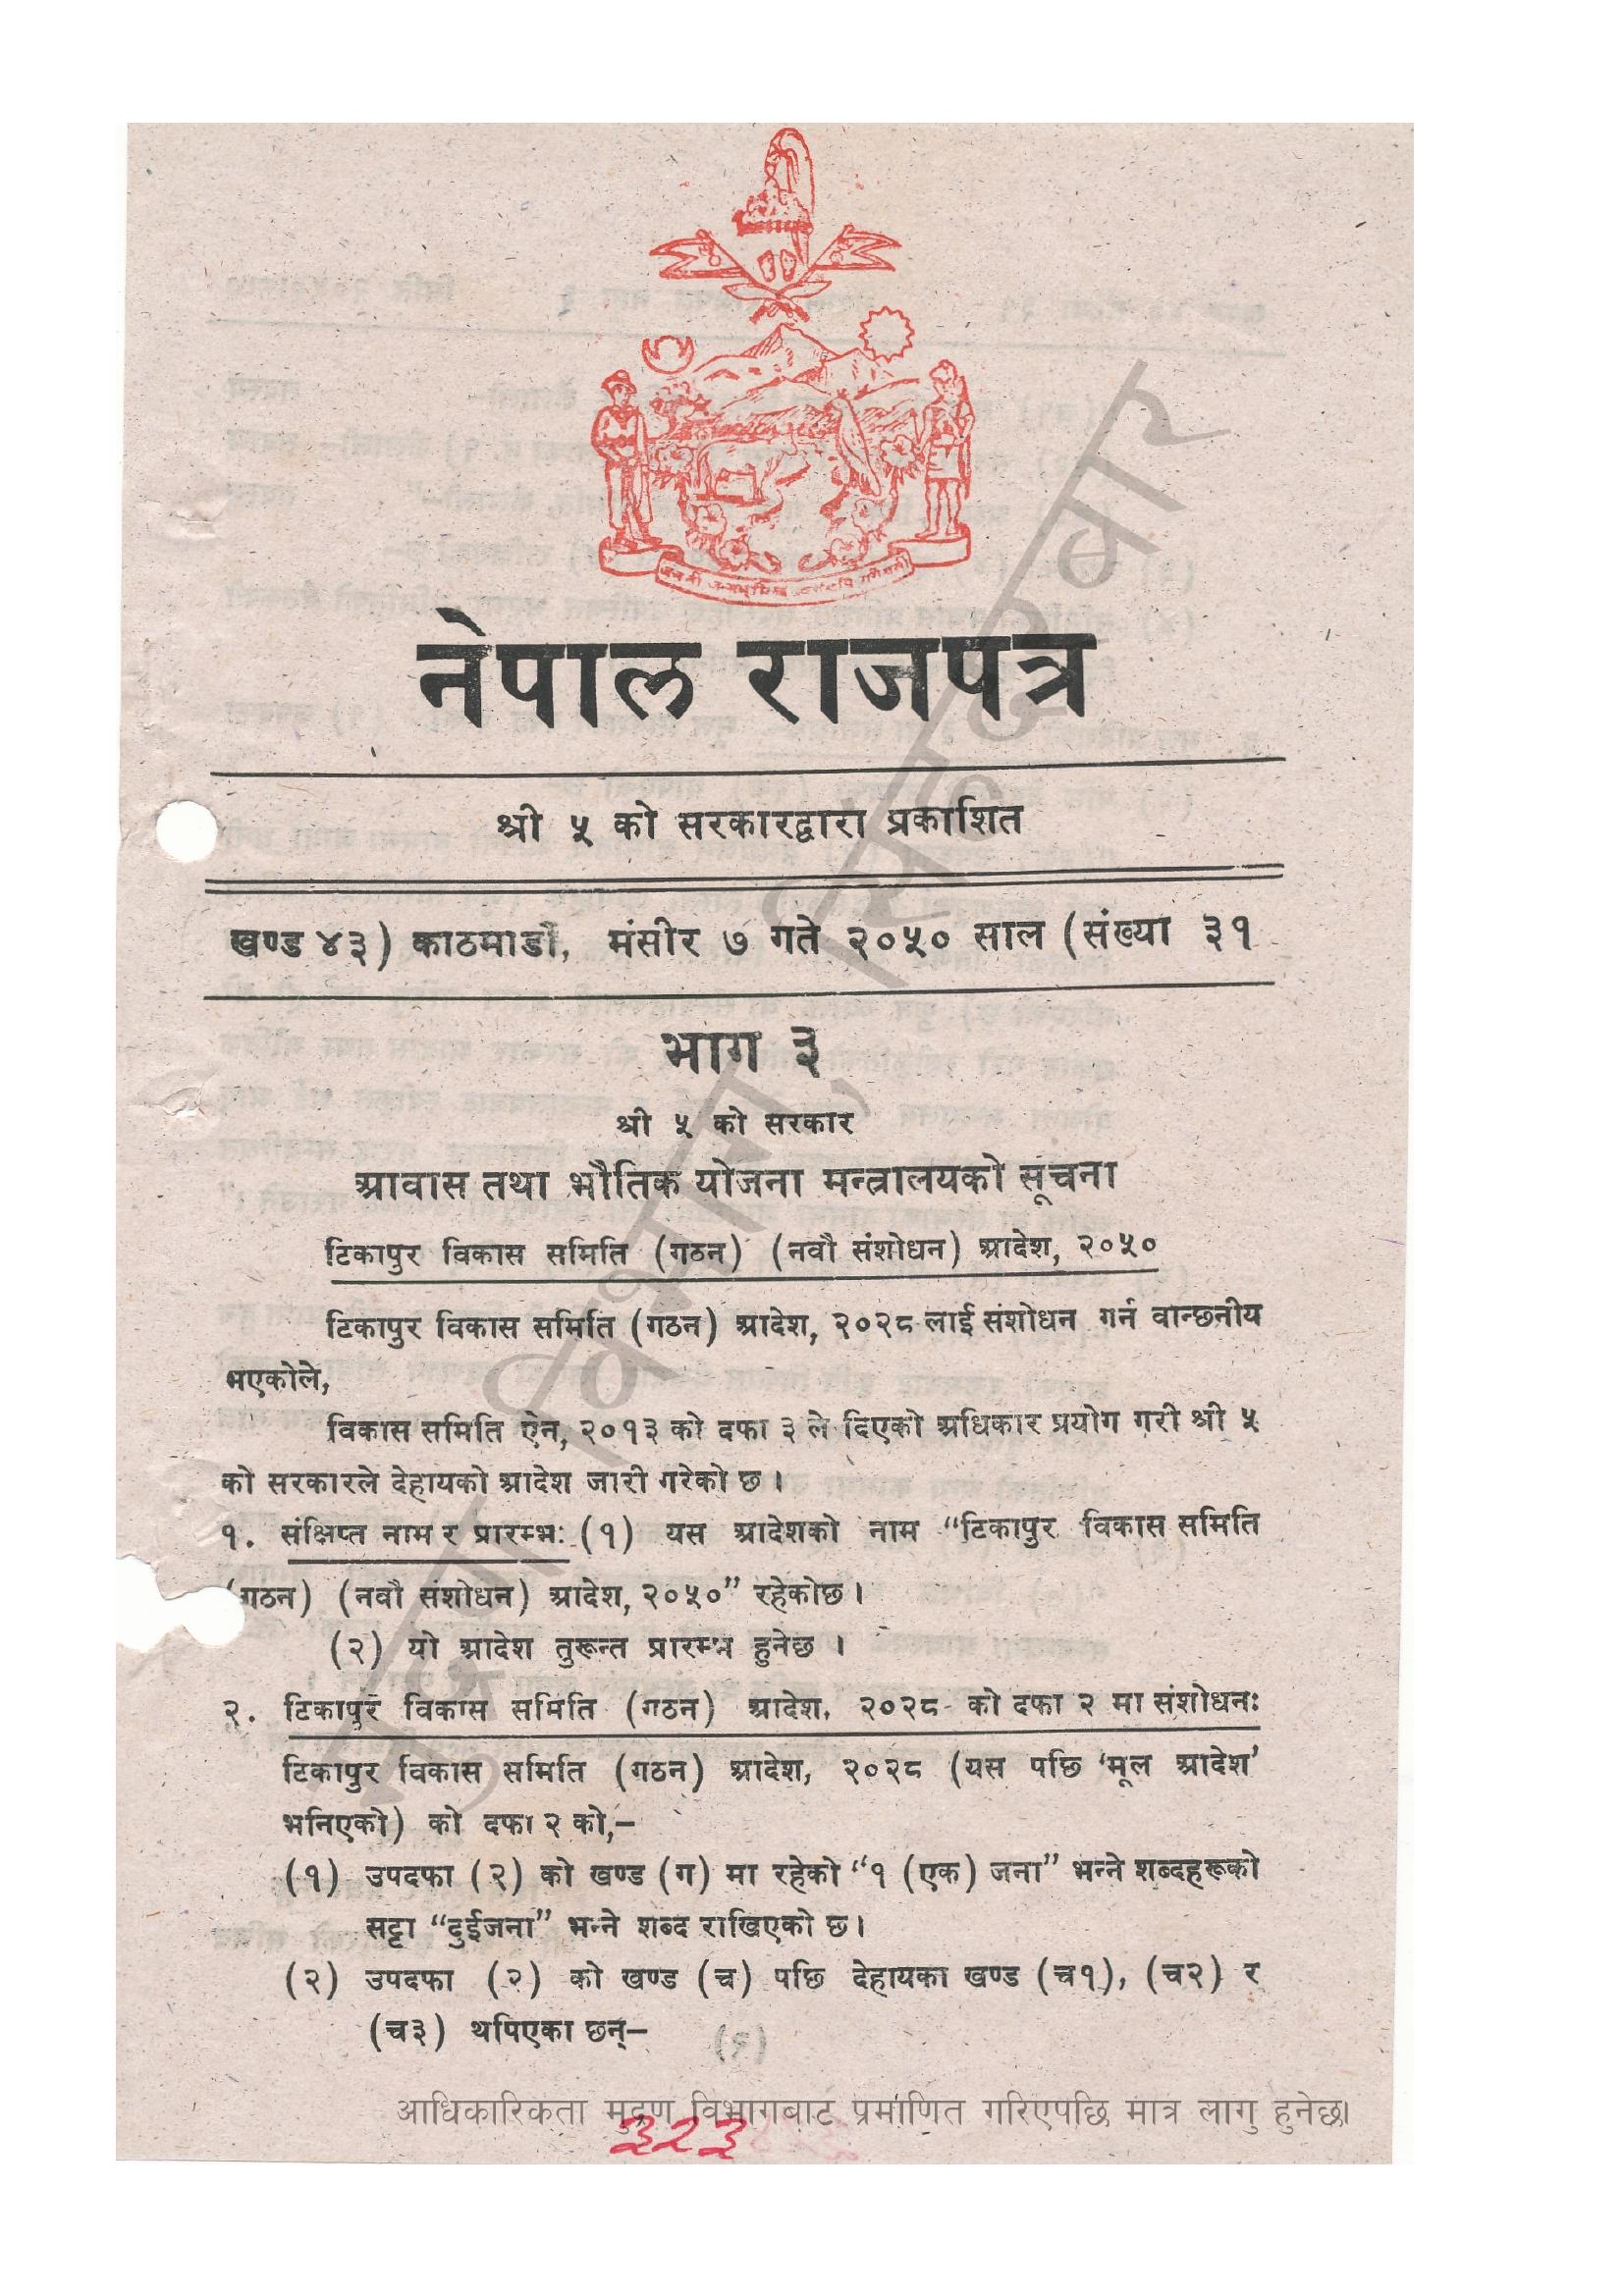 नेपाल राजपत्र
श्री ५ को सरकारद्वारा प्रकाशित
खण्ड ४३) काठमाडौं, मंसीर ७ गते २०५० साल (संख्या ३१
भाग ३
श्री ५ को सरकार
आवास तथा भौतिक योजना मन्त्रालयको सूचना
टिकापुर विकास समिति (गठन) (नवौ संशोधन) आदेश, २०५०
टिकापुर विकास समिति (गठन) आदेश, २०२८ लाई संशोधन गर्न वान्छनीय
भएकोले,
विकास समिति ऐन, २०१३ को दफा ३ ले दिएको अधिकार प्रयोग गरी श्री ५
को सरकारले देहायको आदेश जारी गरेको छ ।
१. संक्षिप्त नाम र प्रारम्भः (१) यस आदेशको नाम “टिकापुर विकास समिति
(गठन) (नवौ संशोधन) आदेश, २०५०” रहेकोछ ।
(२) यो आदेश तुरून्त प्रारम्भ हुनेछ ।
२. टिकापुर विकास समिति (गठन) आदेश, २०२८ को दफा २ मा संशोधनः
टिकापुर विकास समिति (गठन) आदेश, २०२८ (यस पछि ‘मूल आदेश’
भनिएको) को दफा २ को,–
(१) उपदफा (२) को खण्ड (ग) मा रहेको “१ (एक) जना” भन्ने शब्दहरूको
सट्टा “दुईजना” भन्ने शब्द राखिएको छ ।
(२) उपदफा (२) को खण्ड (च) पछि देहायका खण्ड (च१), (च२) र
(च३) थपिएका छन्–
आधिकारिकता मुद्रण विभागबाट प्रमाणित गरिएपछि मात्र लागु हुनेछ।
३२३
मुद्रण विभाग, सिंहदरवार